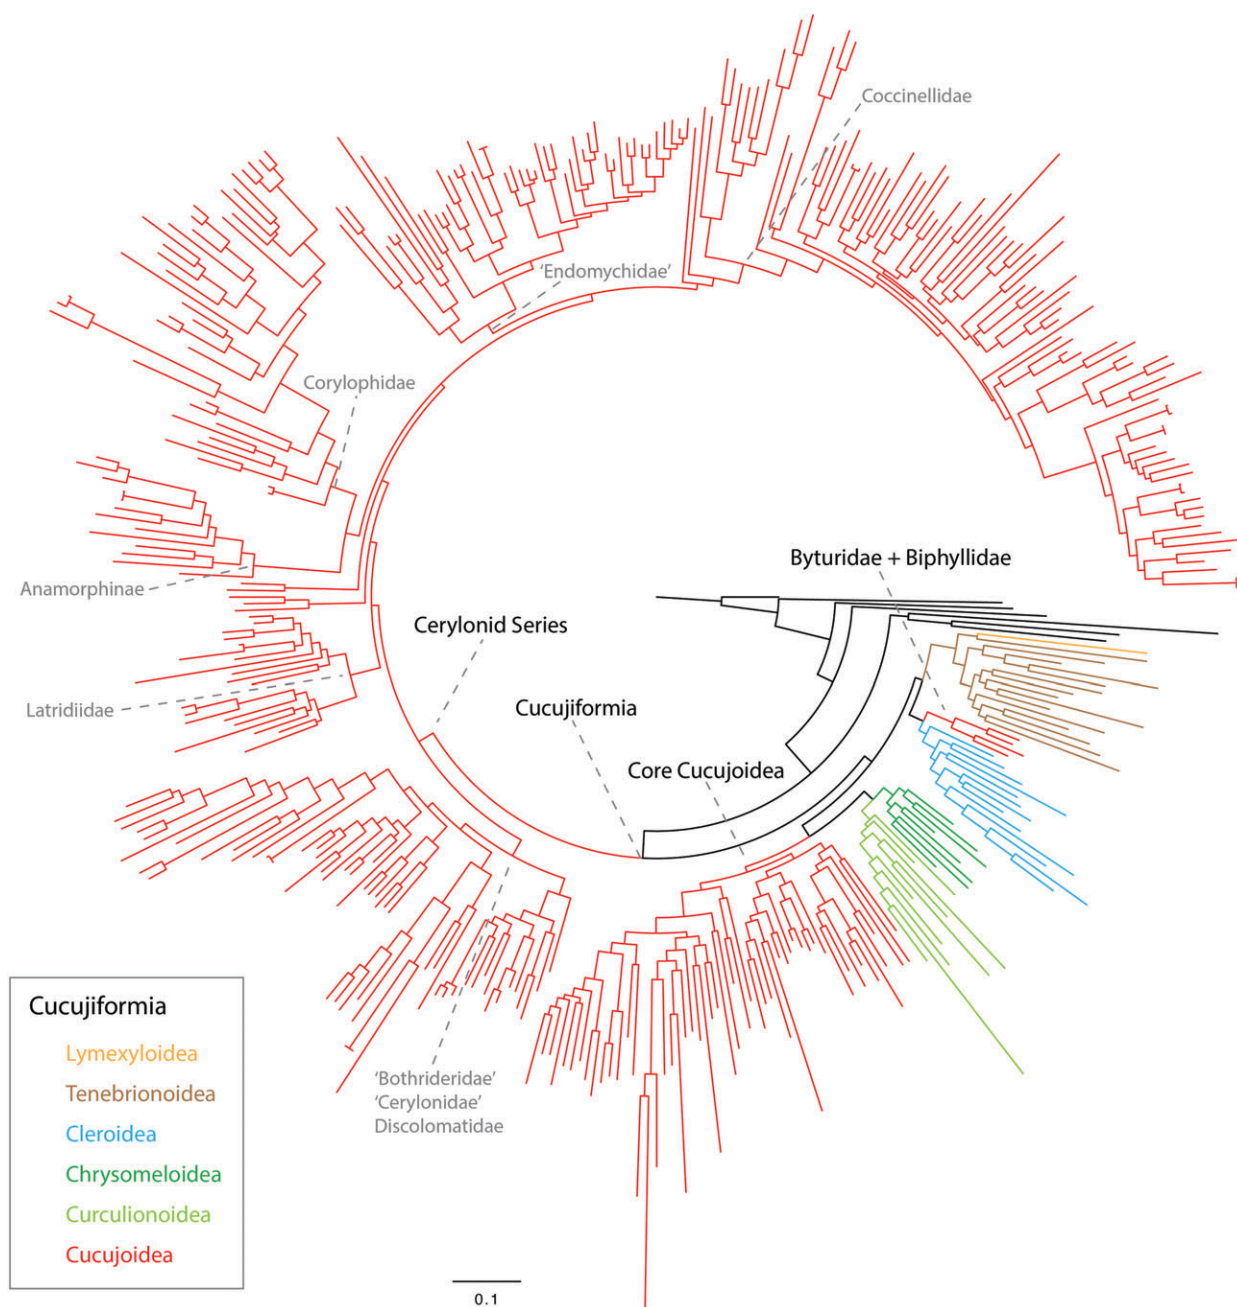 Coccinellidae
'Endomychidae'
Corylophidae
Byturidae + Biphyllidae
Anamorphinae
Cerylonid Series
Latridiidae
Cucujiformia
Core Cucujoidea
'Bothrideridae'
'Cerylonidae'
Discolomatidae
Cucujiformia
Lymexyloidea
Tenebrionoidea
Cleroidea
Chrysomeloidea
Curculionoidea
Cucujoidea
0.1